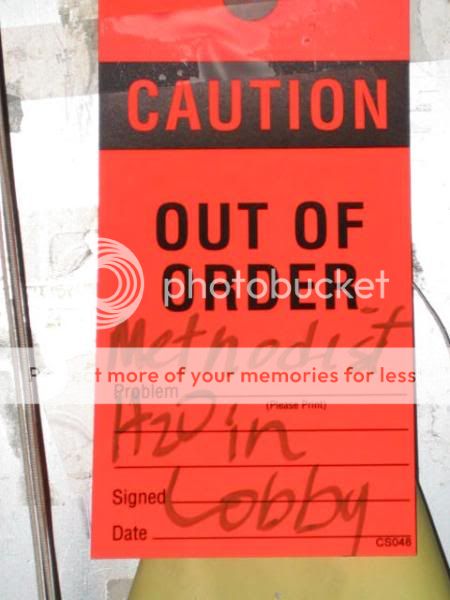 CAUTION
OUT OF
ORDER
photobucket
Methodist
t more of your memories for less
Problem
(Please Print)
H2O in
Signed
Lobby
Date
CS046